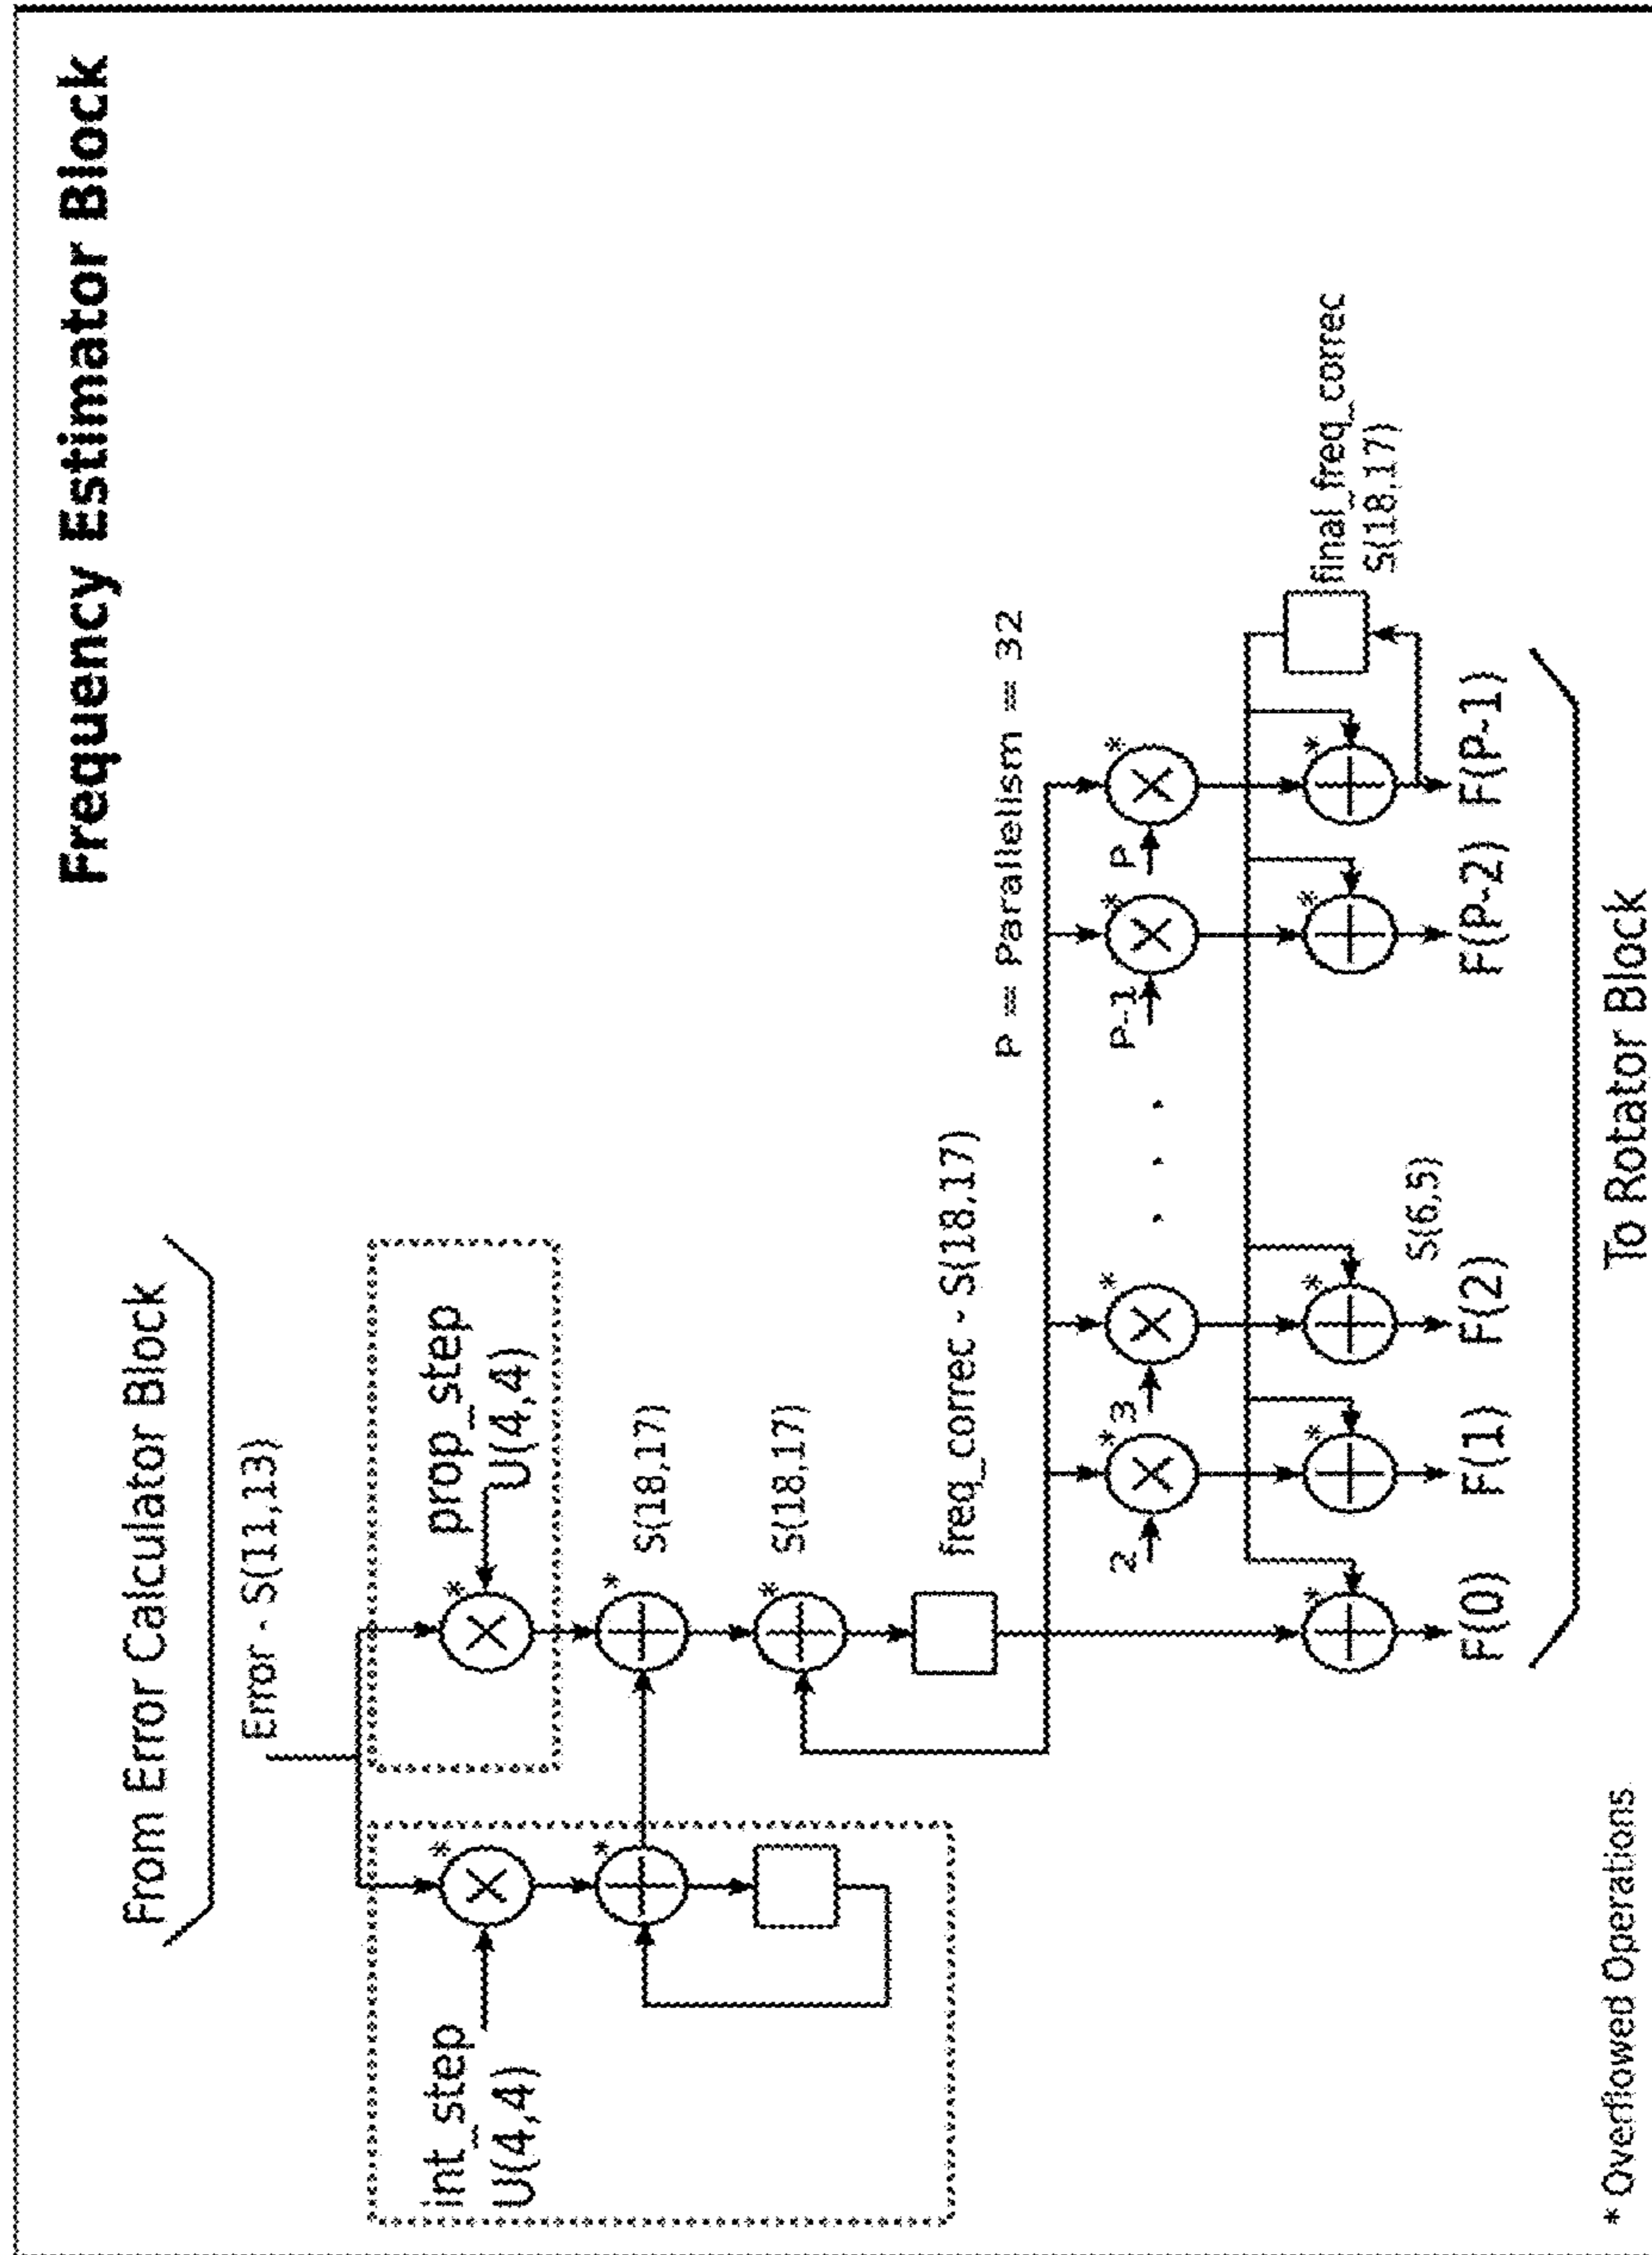 Frequency Estimator Block
From Error Calculator Block
Error - S(11,13)
int_step
U(4,4)
*
×
*
prop_step
U(4,4)
*
×
*
S(18,17)
*
S(18,17)
freq_correc - S(18,17)
P = Parallelism = 32
2
*
×
3
*
×
. . .
P-1
*
×
P
*
×
*
*
*
*
*
final_freq_correc
S(18,17)
S(6,5)
F(0) F(1) F(2) F(P-2) F(P-1)
To Rotator Block
* Overflowed Operations